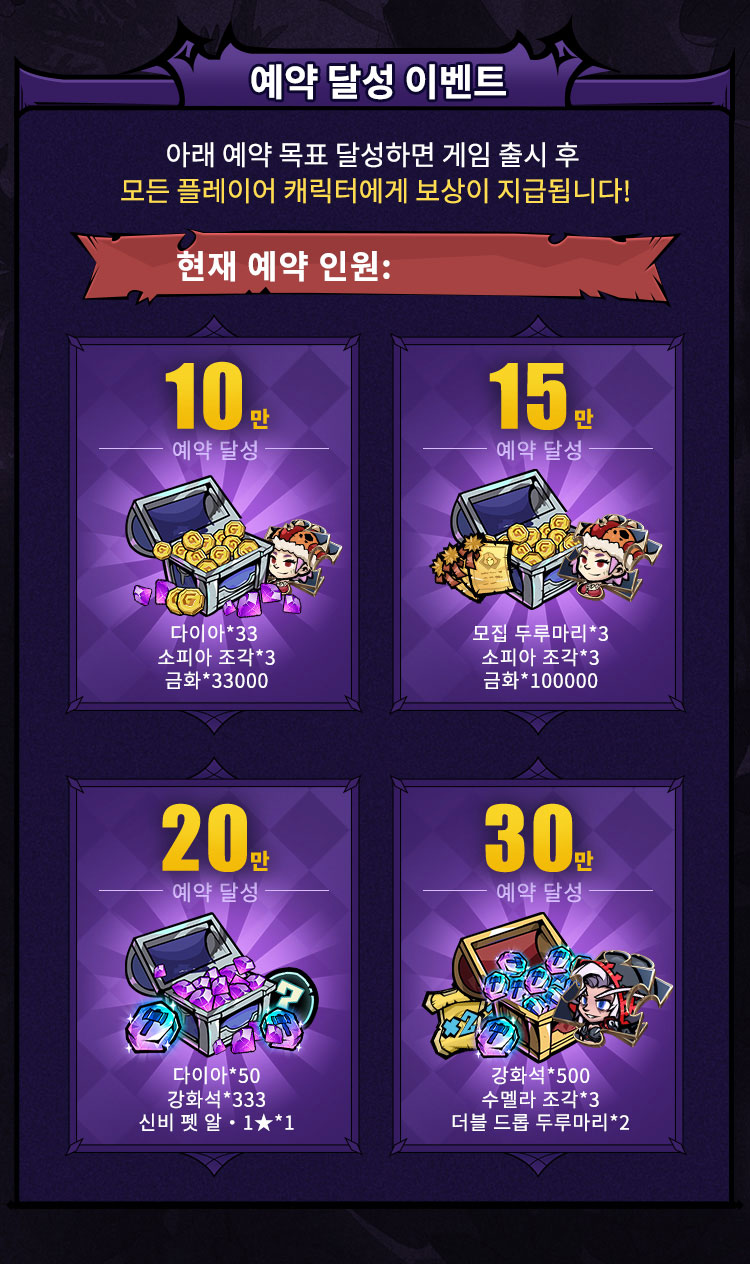 예약 달성 이벤트
아래 예약 목표 달성하면 게임 출시 후
모든 플레이어 캐릭터에게 보상이 지급됩니다!
현재 예약 인원:
10만
예약 달성
다이아*33
소피아 조각*3
금화*33000
15만
예약 달성
모집 두루마리*3
소피아 조각*3
금화*100000
20만
예약 달성
?
다이아*50
강화석*333
신비 펫 알·1★*1
30만
예약 달성
×2
강화석*500
수멜라 조각*3
더블 드롭 두루마리*2